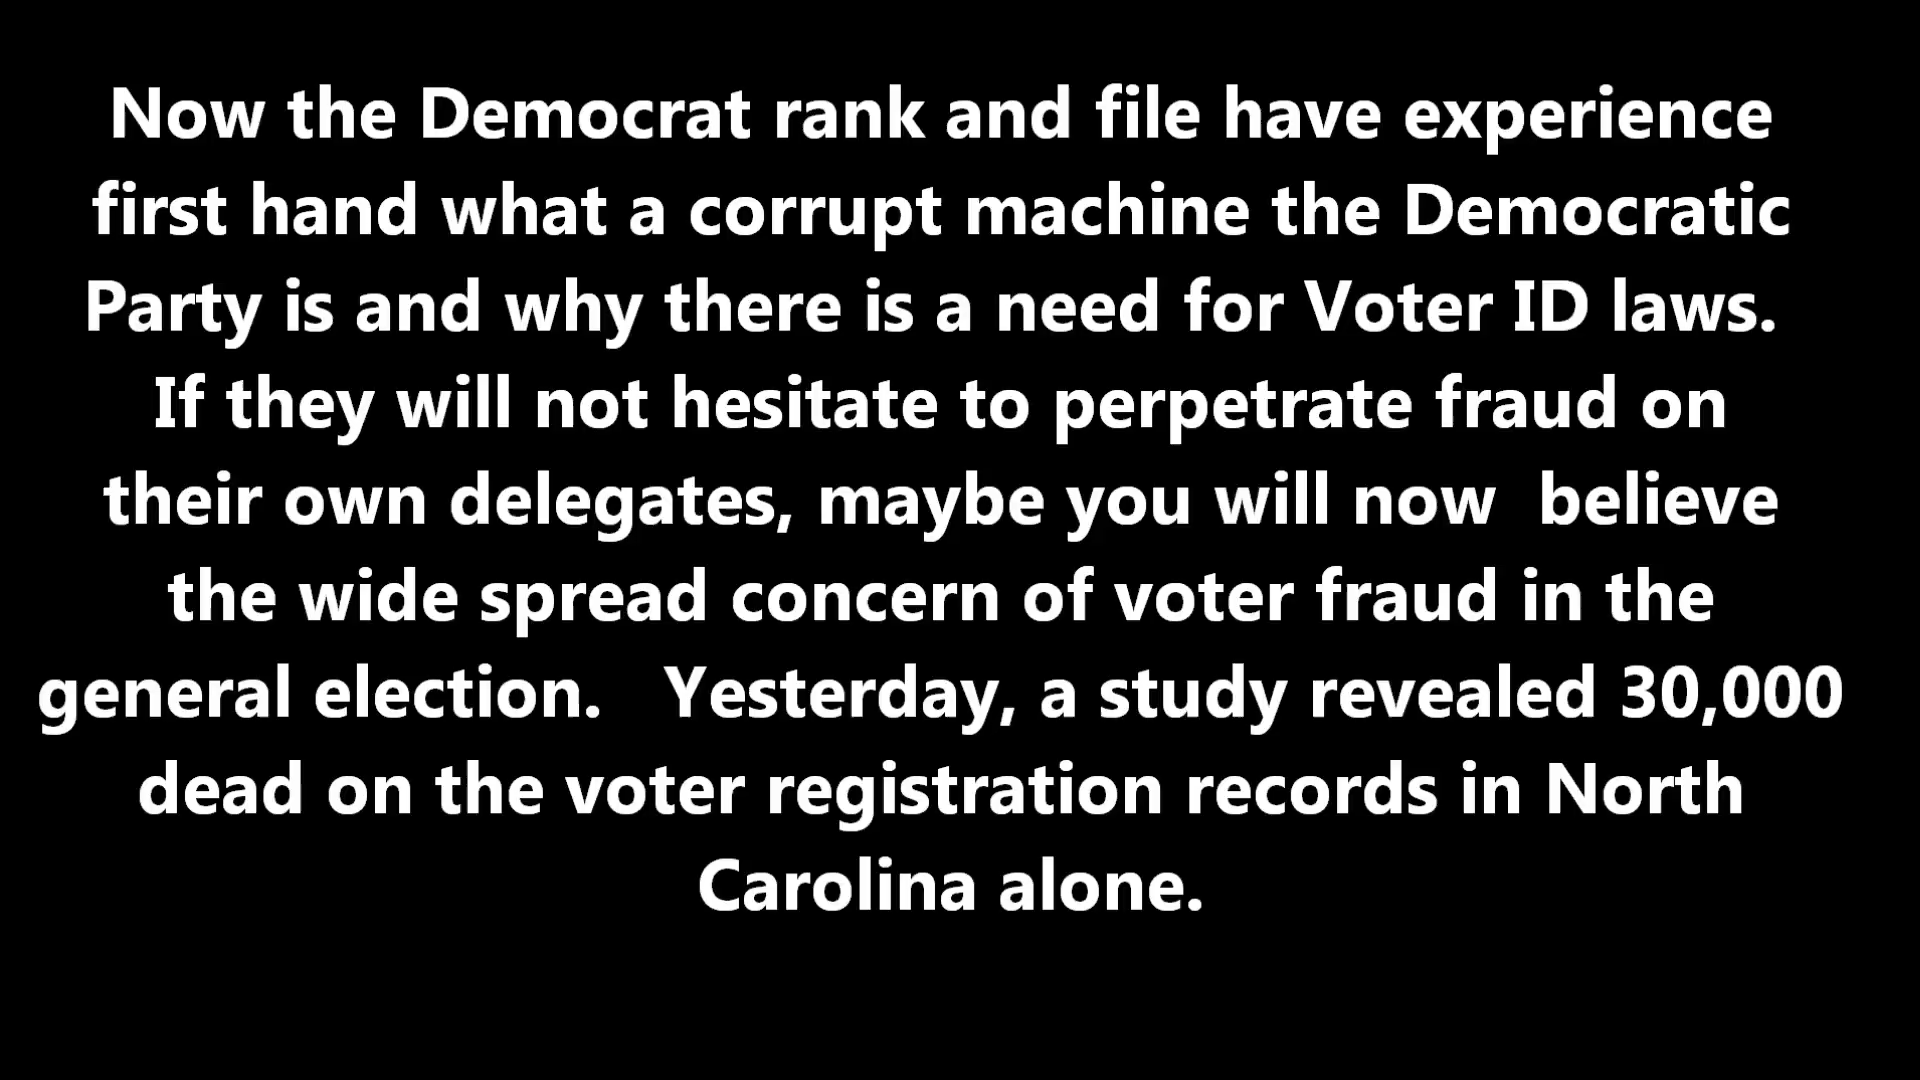 Now the Democrat rank and file have experience
first hand what a corrupt machine the Democratic
Party is and why there is a need for Voter ID laws.
If they will not hesitate to perpetrate fraud on
their own delegates, maybe you will now  believe
the wide spread concern of voter fraud in the
general election.   Yesterday, a study revealed 30,000
dead on the voter registration records in North
Carolina alone.